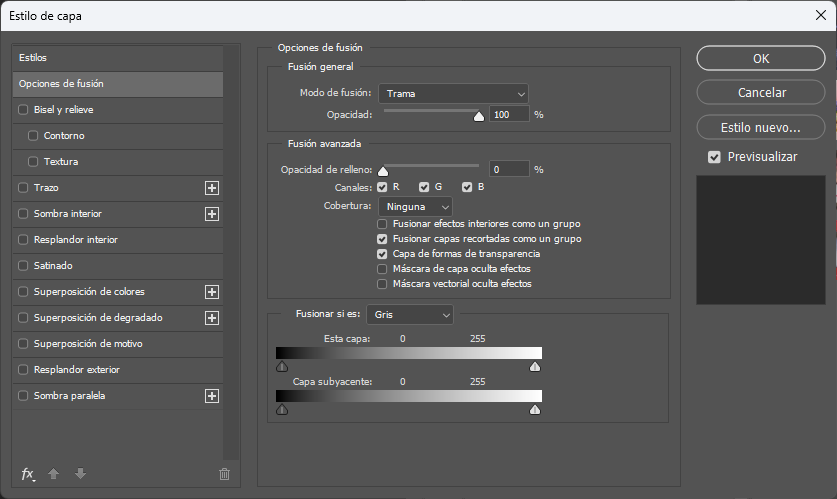 Estilo de capa
Estilos
Opciones de fusión
Bisel y relieve
Contorno
Textura
Trazo
Sombra interior
Resplandor interior
Satinado
Superposición de colores
Superposición de degradado
Superposición de motivo
Resplandor exterior
Sombra paralela
fx
Opciones de fusión
Fusión general
Modo de fusión: Trama
Opacidad: 100 %
Fusión avanzada
Opacidad de relleno: 0 %
Canales: R G B
Cobertura: Ninguna
Fusionar efectos interiores como un grupo
Fusionar capas recortadas como un grupo
Capa de formas de transparencia
Máscara de capa oculta efectos
Máscara vectorial oculta efectos
Fusionar si es: Gris
Esta capa: 0 255
Capa subyacente: 0 255
OK
Cancelar
Estilo nuevo...
Previsualizar